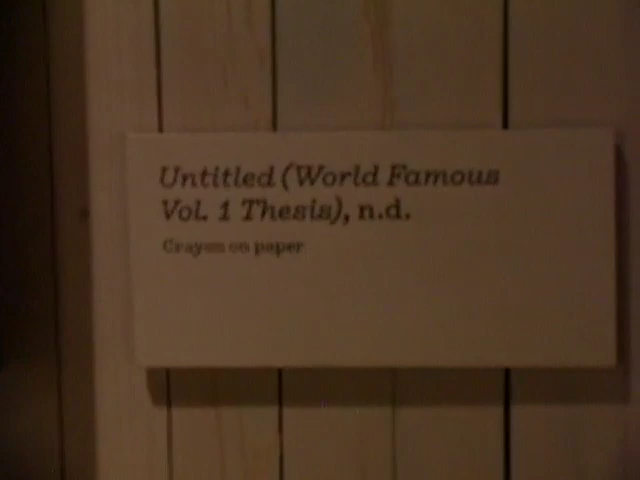 Untitled (World Famous
Vol. 1 Thesis), n.d.
Crayon on paper